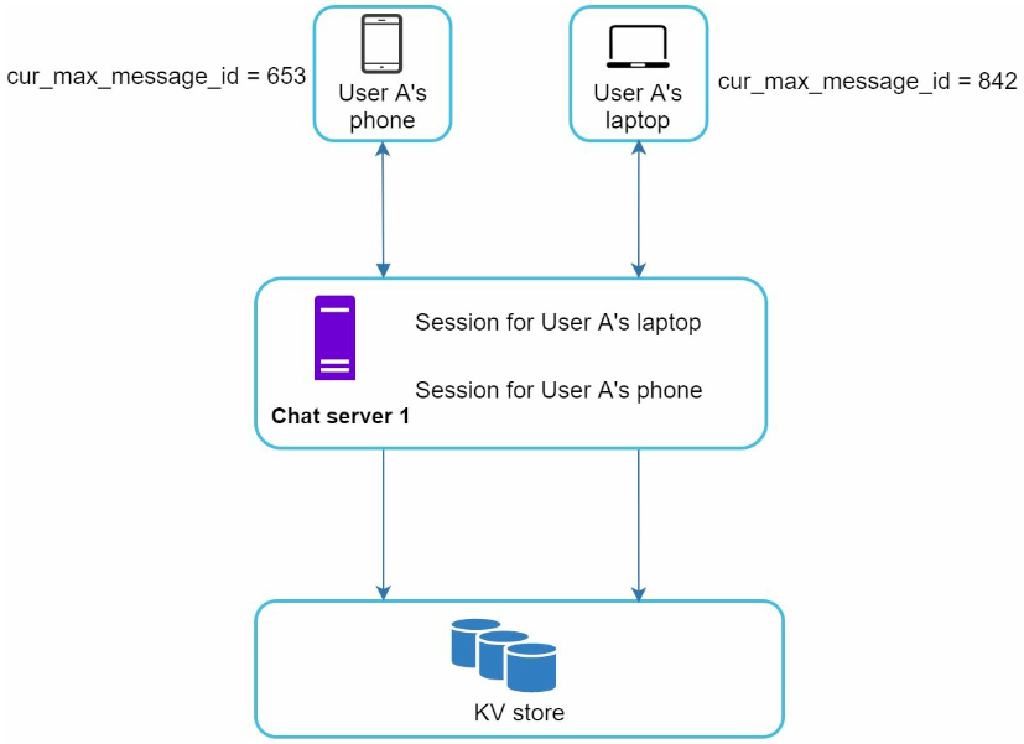 cur_max_message_id = 653
User A's
phone
User A's
laptop
cur_max_message_id = 842
Session for User A's laptop
Session for User A's phone
Chat server 1
KV store